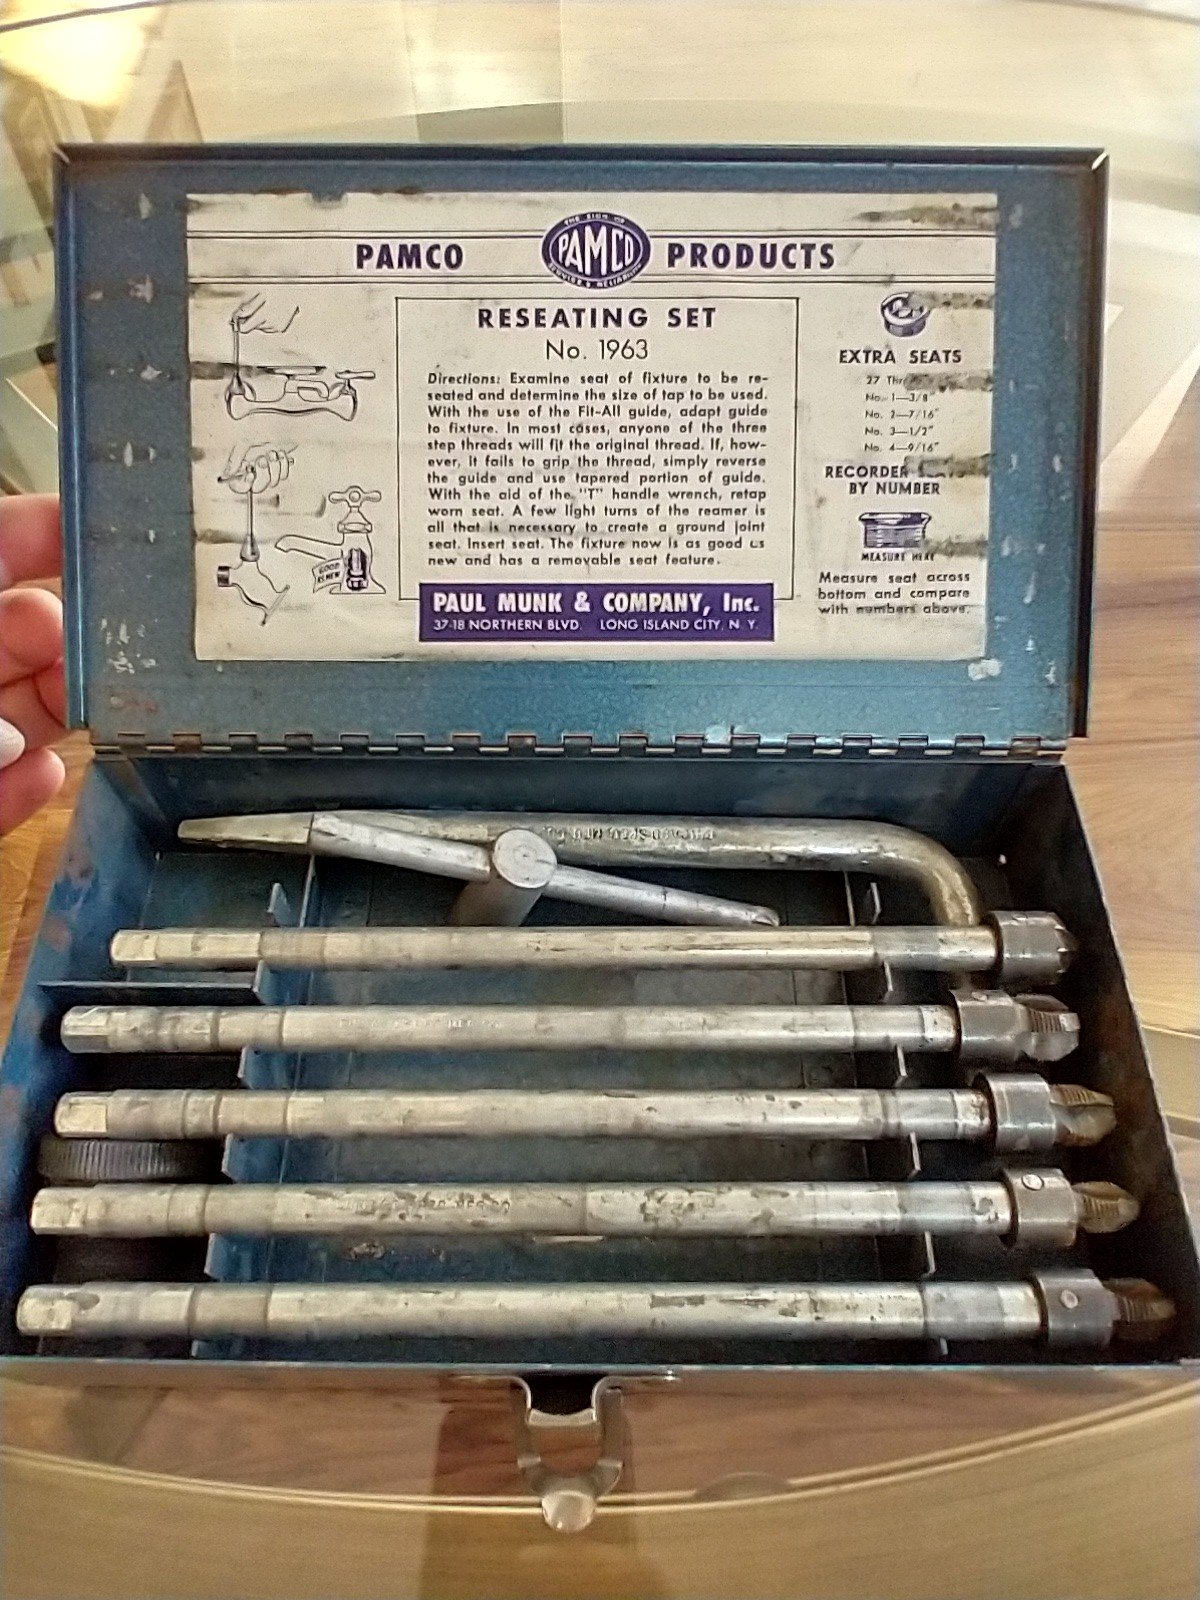 THE SIGN OF
PAMCO
SERVICE & RELIABILITY
PAMCO PRODUCTS
RESEATING SET
No. 1963
Directions: Examine seat of fixture to be re-
seated and determine the size of tap to be used.
With the use of the Fit-All guide, adapt guide
to fixture. In most cases, anyone of the three
step threads will fit the original thread. If, how-
ever, it fails to grip the thread, simply reverse
the guide and use tapered portion of guide.
With the aid of the "T" handle wrench, retap
worn seat. A few light turns of the reamer is
all that is necessary to create a ground joint
seat. Insert seat. The fixture now is as good as
new and has a removable seat feature.
PAUL MUNK & COMPANY, Inc.
37-18 NORTHERN BLVD. LONG ISLAND CITY, N. Y.
GOOD
AS NEW
EXTRA SEATS
27
No. 1—3/8"
No. 2—7/16"
No. 3—1/2"
No. 4—9/16"
RECORDER
BY NUMBER
MEASURE HERE
Measure seat across
bottom and compare
with numbers above.